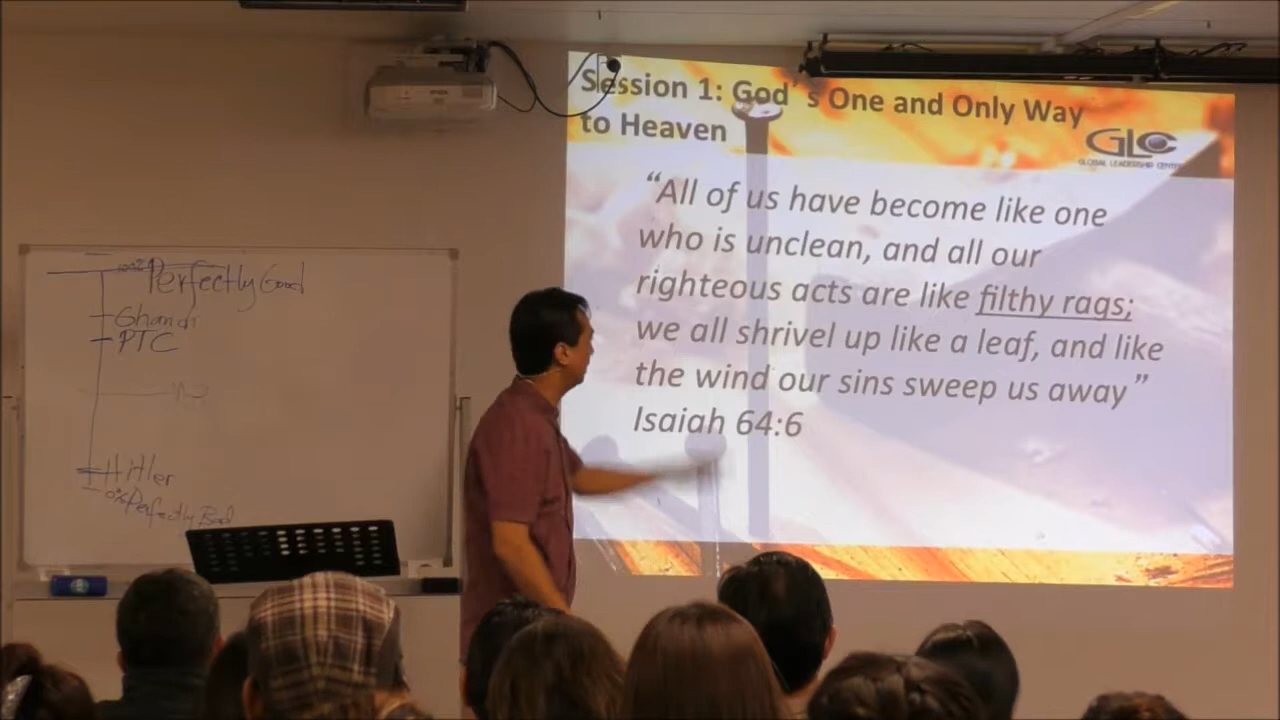 Session 1: God's One and Only Way
to Heaven
GLC
GLOBAL LEADERSHIP CENTER
“All of us have become like one
who is unclean, and all our
righteous acts are like filthy rags;
we all shrivel up like a leaf, and like
the wind our sins sweep us away”
Isaiah 64:6
100% Perfectly Good
Ghandi
PTC
Hitler
0% Perfectly Bad